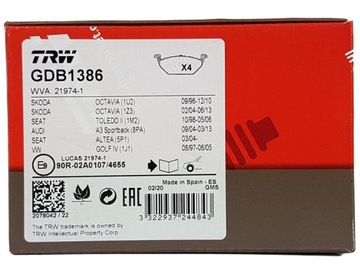 TRW
GDB1386
X4
WVA: 21974-1
SKODA OCTAVIA (1U2) 09/96-12/10
SKODA OCTAVIA (1Z3) 02/04-06/13
SEAT TOLEDO II (1M2) 10/98-05/06
AUDI A3 Sportback (8PA) 09/04-03/13
SEAT ALTEA (5P1) 03/04-
VW GOLF IV (1J1) 08/97-06/05
LUCAS 21974-1
90R-02A0107/4655
Made in Spain - ES
02/20 GMS
2078042 / 22
3 322937 244843
TRW is the trademark owned by
TRW Intellectual Property Corp.